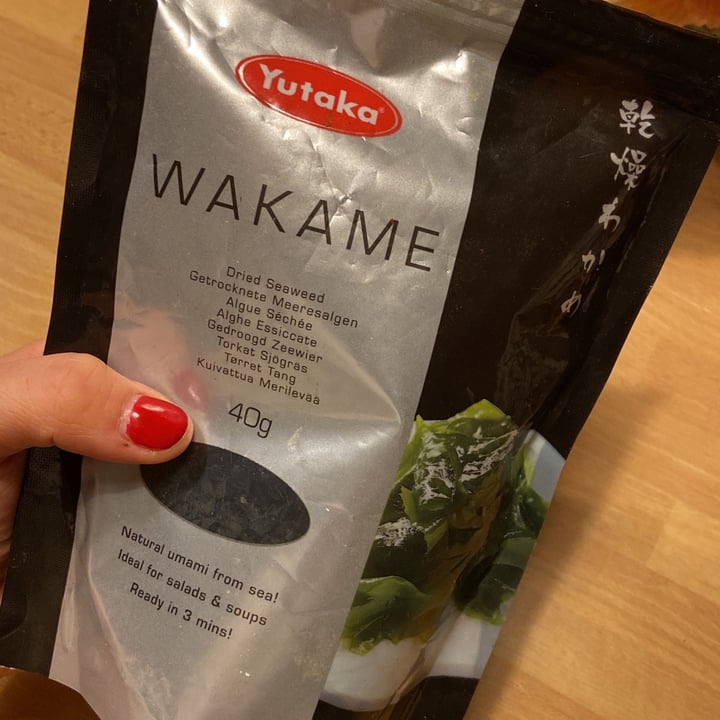 Yutaka
WAKAME
Dried Seaweed
Getrocknete Meeresalgen
Algue Séchée
Alghe Essiccate
Gedroogd Zeewier
Torkat Sjögräs
Tørret Tang
Kuivattua Merilevää
40g
Natural umami from sea!
Ideal for salads & soups
Ready in 3 mins!
乾燥わかめ